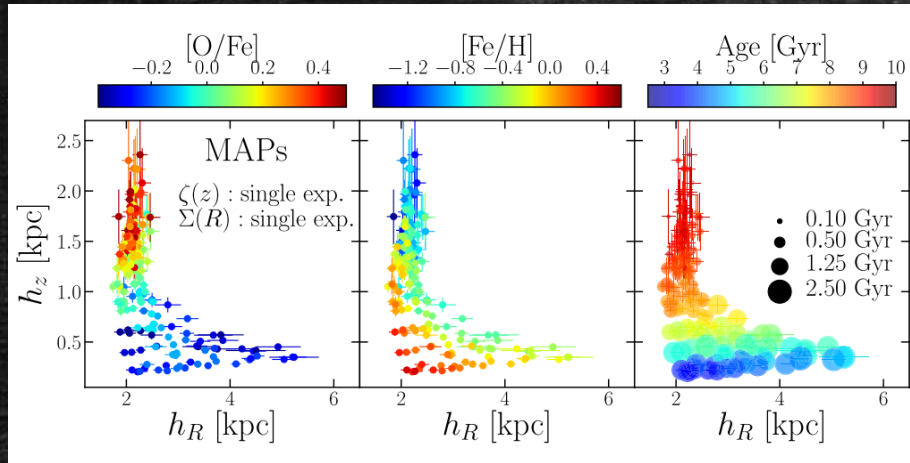 [O/Fe] [Fe/H] Age [Gyr]
−0.2 0.0 0.2 0.4 −1.2 −0.8 −0.4 0.0 3 4 5 6 7 8 9 10
MAPs
ζ(z) : single exp.
Σ(R) : single exp.
0.10 Gyr
0.50 Gyr
1.25 Gyr
2.50 Gyr
h_z [kpc]
2.5
2.0
1.5
1.0
0.5
2 4 6 2 4 6 2 4 6
h_R [kpc] h_R [kpc] h_R [kpc]